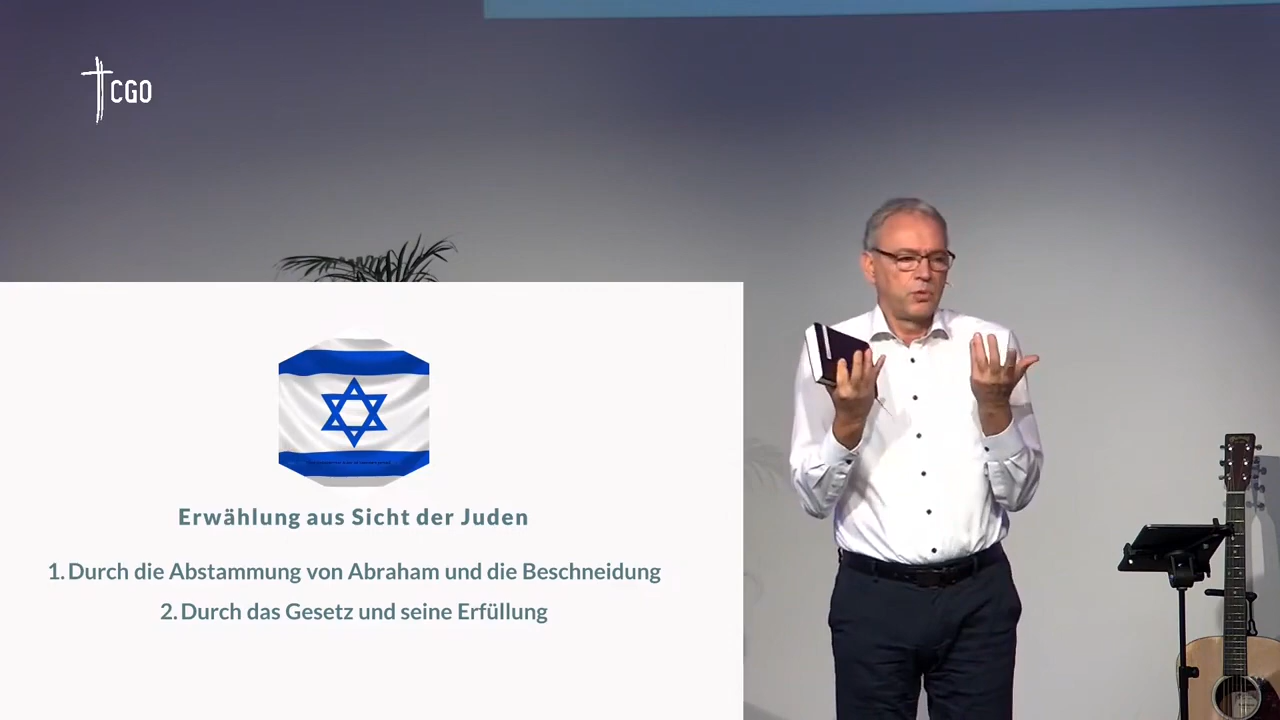 CGO
Erwählung aus Sicht der Juden
1. Durch die Abstammung von Abraham und die Beschneidung
2. Durch das Gesetz und seine Erfüllung